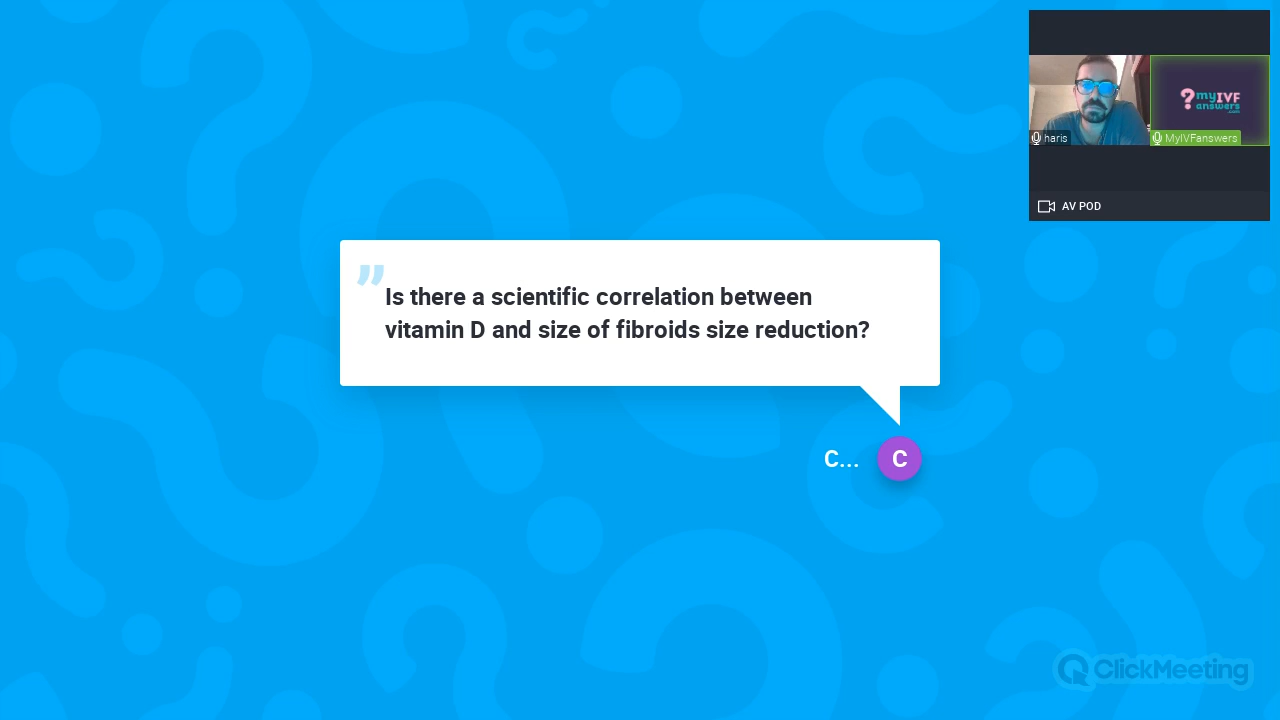 ? myIVF
answers
.com
haris
MyIVFanswers
AV POD
”
Is there a scientific correlation between
vitamin D and size of fibroids size reduction?
C... C
ClickMeeting